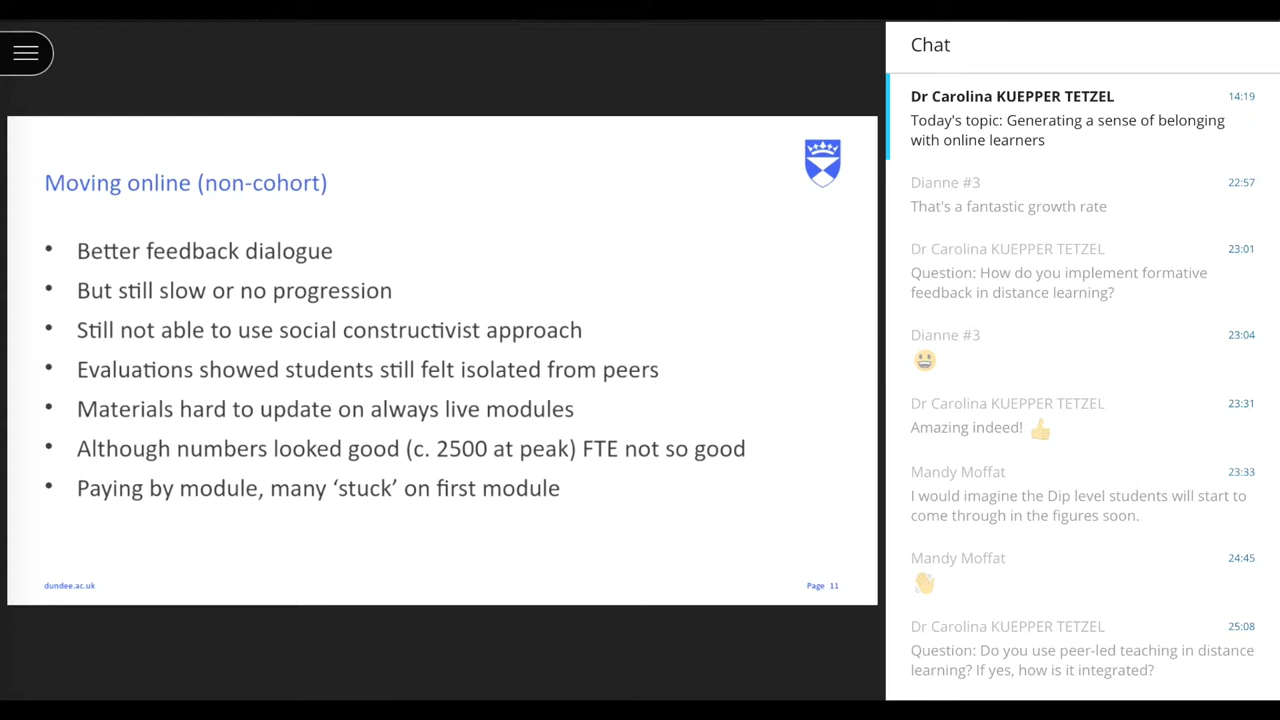 Moving online (non-cohort)
• Better feedback dialogue
• But still slow or no progression
• Still not able to use social constructivist approach
• Evaluations showed students still felt isolated from peers
• Materials hard to update on always live modules
• Although numbers looked good (c. 2500 at peak) FTE not so good
• Paying by module, many ‘stuck’ on first module
dundee.ac.uk
Page 11
Chat
Dr Carolina KUEPPER TETZEL 14:19
Today's topic: Generating a sense of belonging
with online learners
Dianne #3 22:57
That's a fantastic growth rate
Dr Carolina KUEPPER TETZEL 23:01
Question: How do you implement formative
feedback in distance learning?
Dianne #3 23:04
Dr Carolina KUEPPER TETZEL 23:31
Amazing indeed!
Mandy Moffat 23:33
I would imagine the Dip level students will start to
come through in the figures soon.
Mandy Moffat 24:45
Dr Carolina KUEPPER TETZEL 25:08
Question: Do you use peer-led teaching in distance
learning? If yes, how is it integrated?